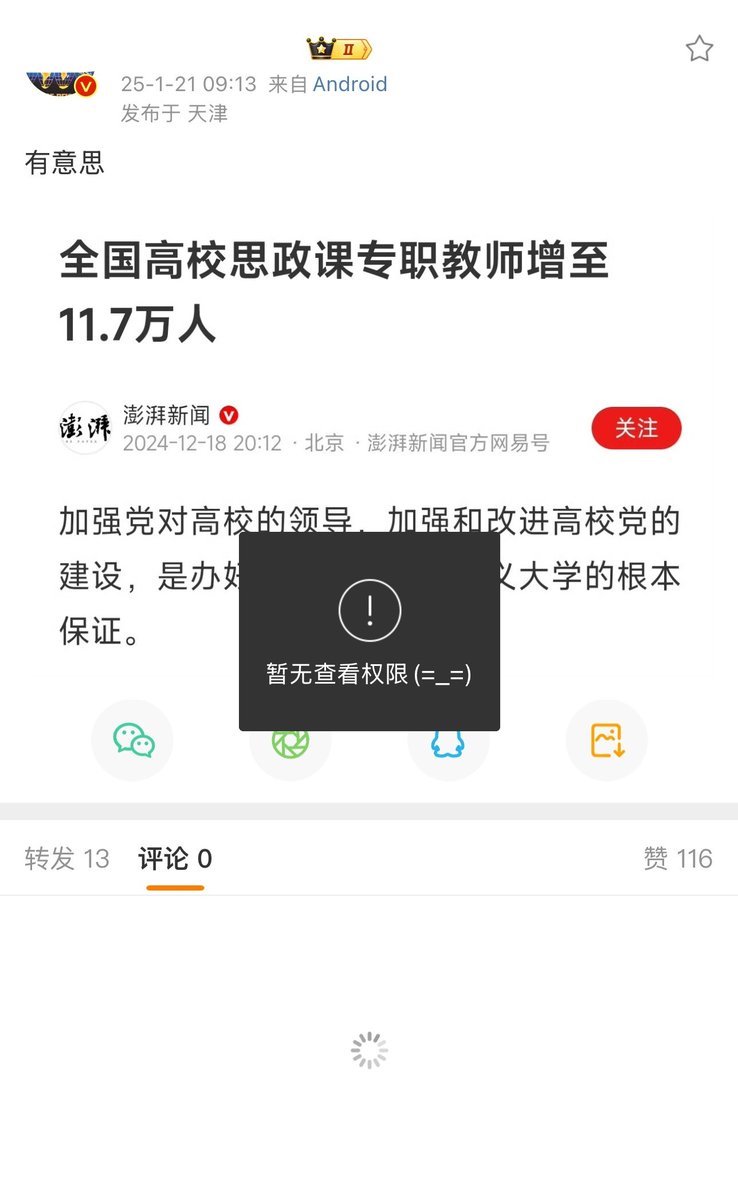 II
25-1-21 09:13 来自 Android
发布于 天津
有意思
全国高校思政课专职教师增至
11.7万人
澎湃
澎湃新闻
2024-12-18 20:12 · 北京 · 澎湃新闻官方网易号
关注
加强党对高校的领导，加强和改进高校党的
建设，是办好 义大学的根本
保证。
暂无查看权限(=_=)
转发 13 评论 0 赞 116